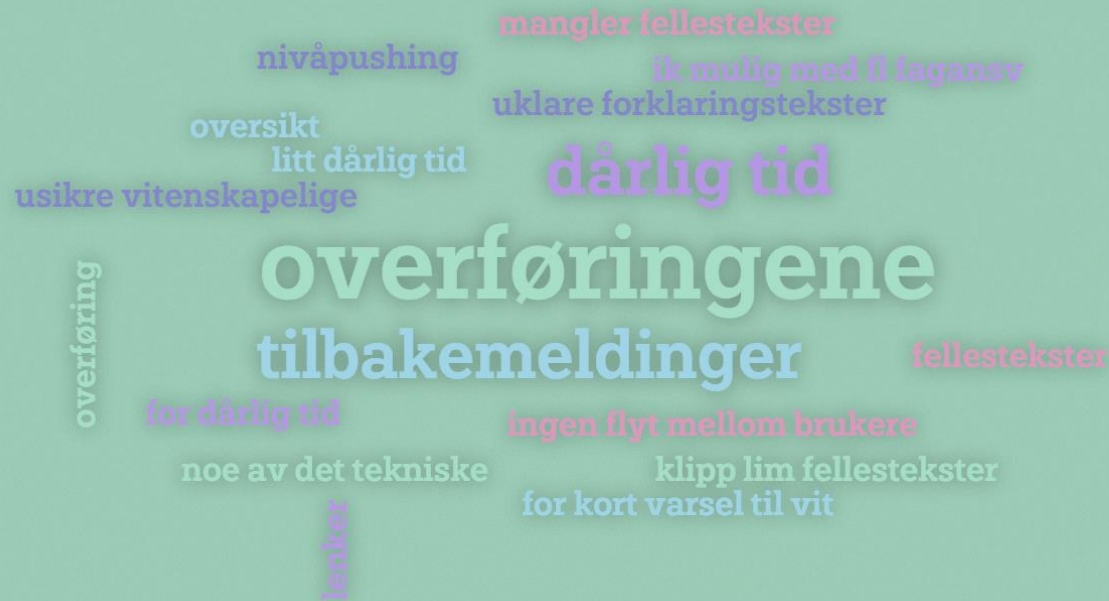 mangler fellestekster
nivåpushing
ik mulig med fl fagansv
uklare forklaringstekster
oversikt
litt dårlig tid
dårlig tid
usikre vitenskapelige
overføringene
overføring
tilbakemeldinger
fellestekster
for dårlig tid
ingen flyt mellom brukere
noe av det tekniske
klipp lim fellestekster
for kort varsel til vit
lenker